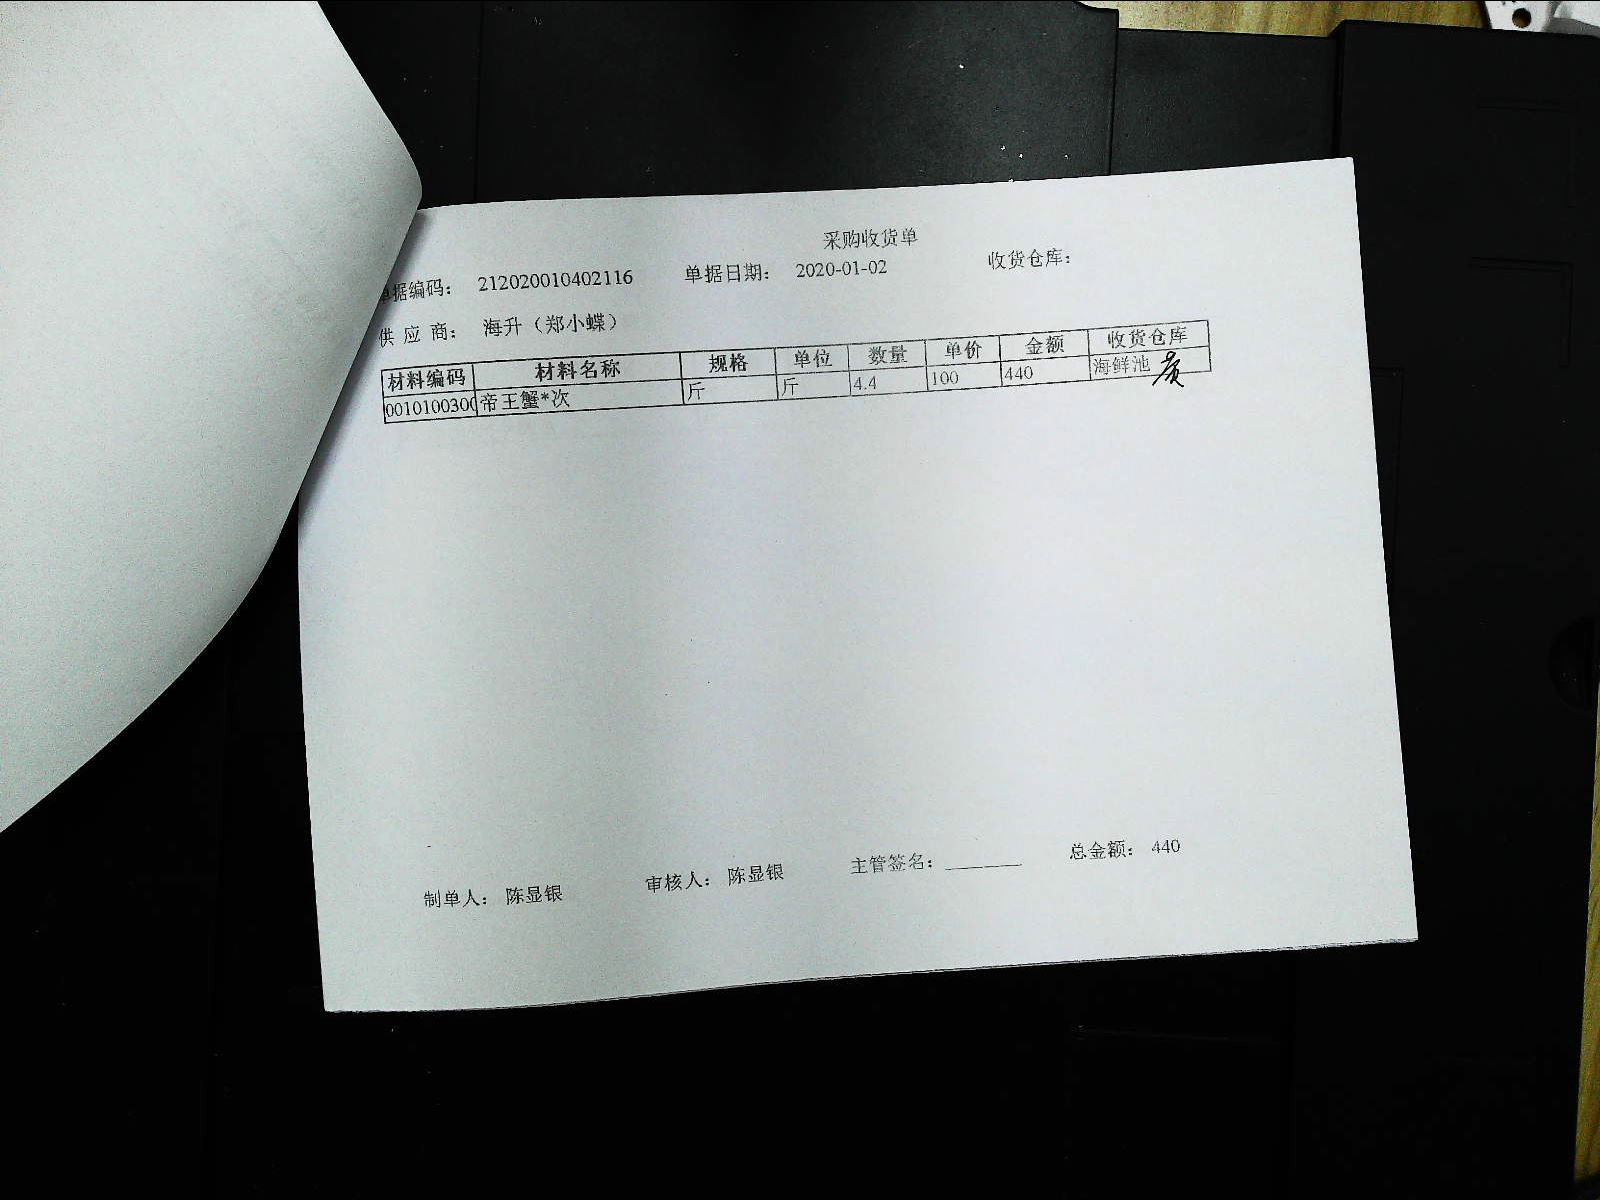 采购收货单
单据编码： 212020010402116 单据日期： 2020-01-02 收货仓库：
供 应 商： 海升（郑小蝶）
材料编码 材料名称 规格 单位 数量 单价 金额 收货仓库
0010100300 帝王蟹*次 斤 斤 4.4 100 440 海鲜池
制单人： 陈显银 审核人： 陈显银 主管签名：________ 总金额： 440